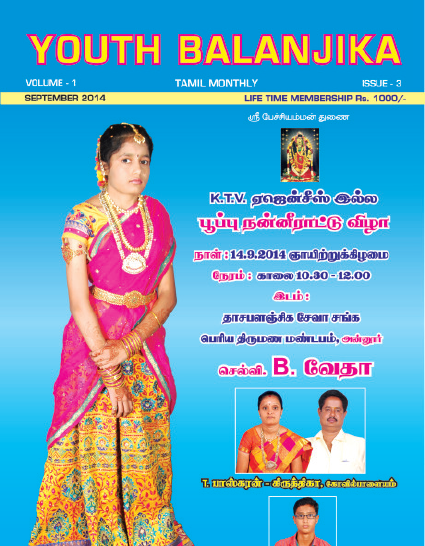 YOUTH BALANJIKA
VOLUME - 1 TAMIL MONTHLY ISSUE - 3
SEPTEMBER 2014 LIFE TIME MEMBERSHIP Rs. 1000/-
ஸ்ரீ பேச்சியம்மன் துணை
K.T.V. ஏஜென்சீஸ் இல்ல
பூப்பு நன்னீராட்டு விழா
நாள் : 14.9.2014 ஞாயிற்றுக்கிழமை
நேரம் : காலை 10.30 - 12.00
இடம் :
தாசபளஞ்சிக சேவா சங்க
பெரிய திருமண மண்டபம், அன்னூர்
செல்வி. B. வேதா
T. பாஸ்கரன் - கிருத்திகா, கோவில்பாளையம்